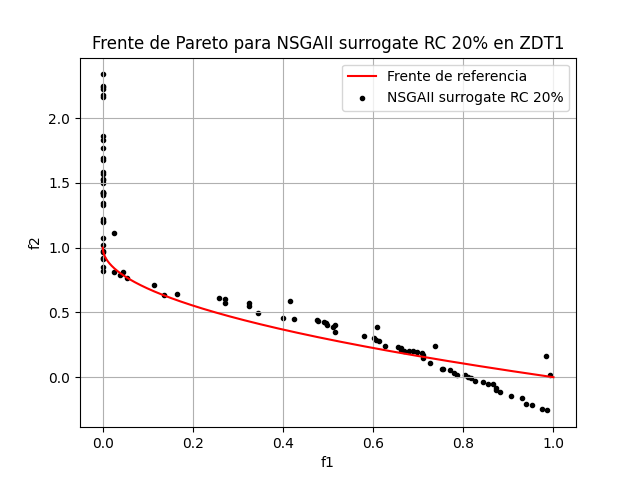 Frente de Pareto para NSGAII surrogate RC 20% en ZDT1
Frente de referencia
NSGAII surrogate RC 20%
f2
2.0
1.5
1.0
0.5
0.0
0.0
0.2
0.4
0.6
0.8
1.0
f1